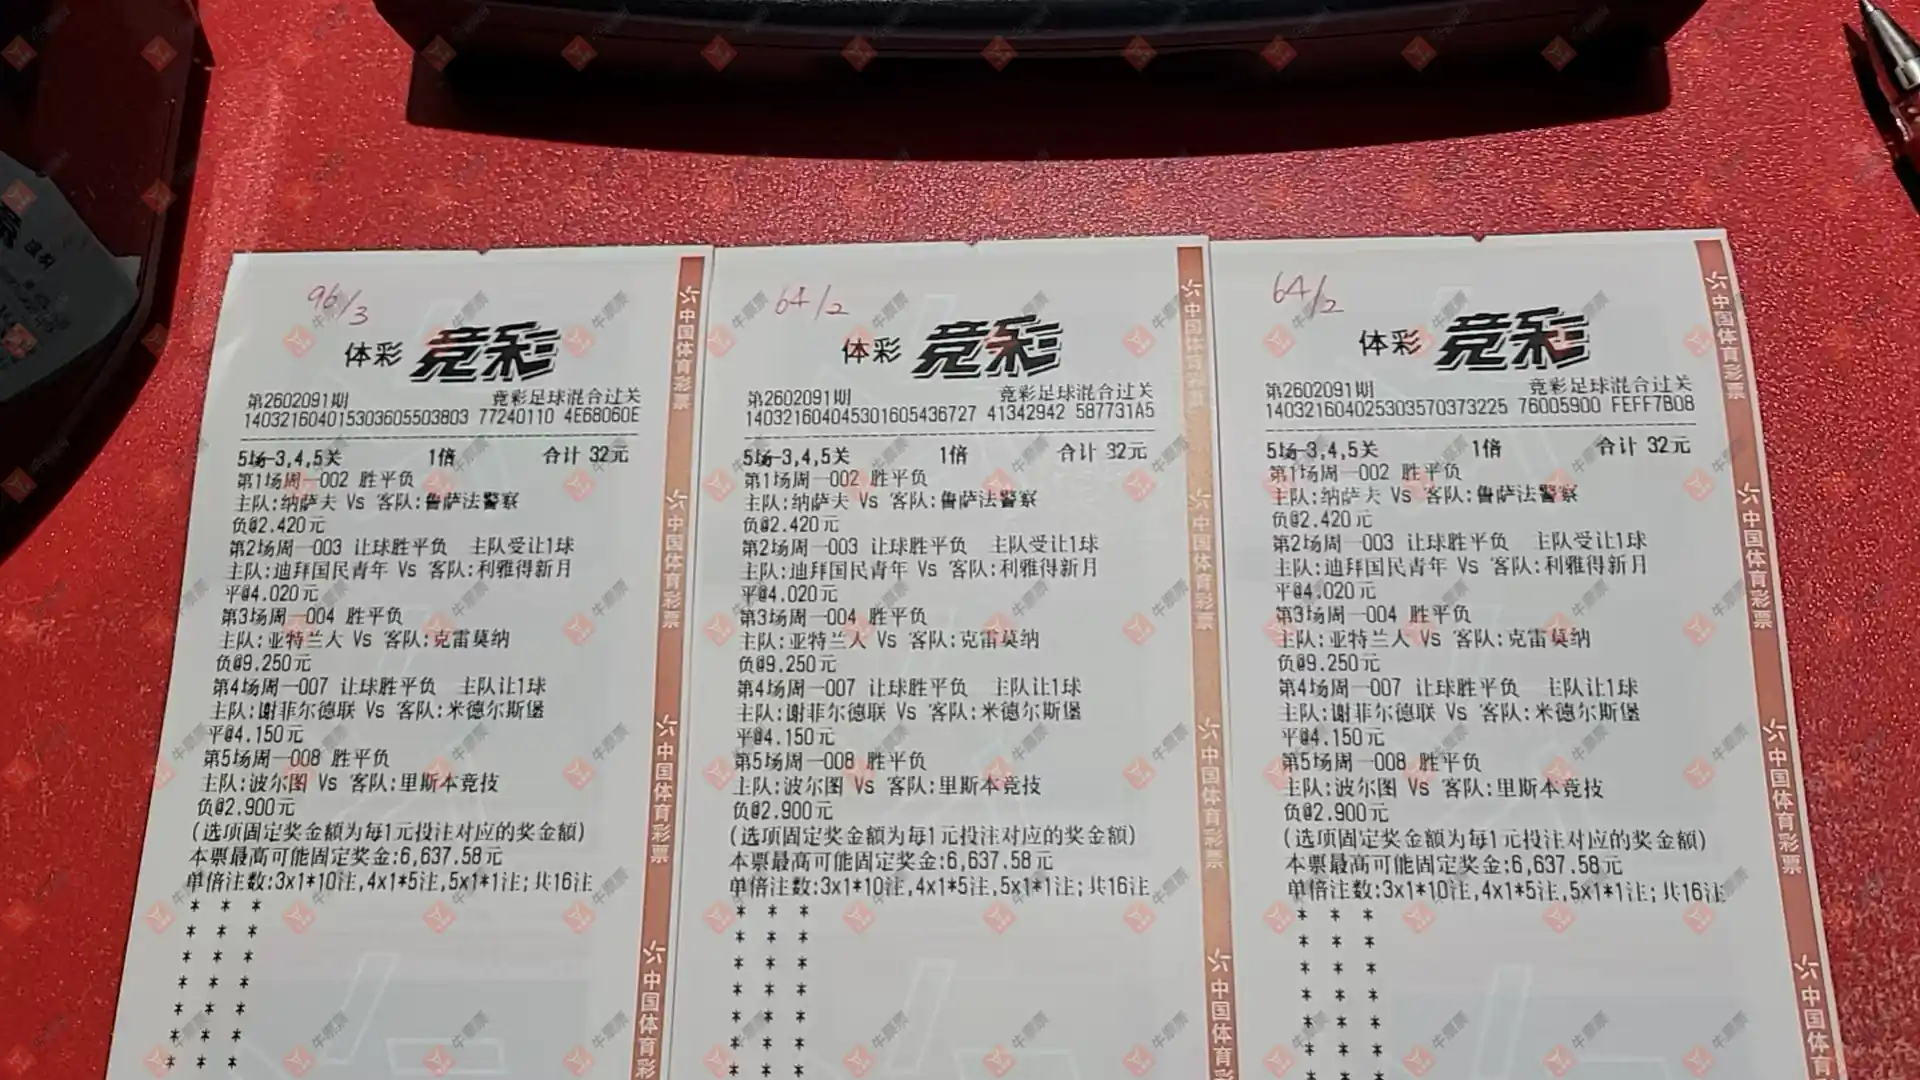 96/3
体彩 竞彩
第2602091期 竞彩足球混合过关
140321604015303605503803 77240110 4E68060E
5场-3,4,5关 1倍 合计 32元
第1场周一002 胜平负
主队:纳萨夫 Vs 客队:鲁萨法警察
负@2.420元
第2场周一003 让球胜平负 主队受让1球
主队:迪拜国民青年 Vs 客队:利雅得新月
平@4.020元
第3场周一004 胜平负
主队:亚特兰大 Vs 客队:克雷莫纳
负@9.250元
第4场周一007 让球胜平负 主队让1球
主队:谢菲尔德联 Vs 客队:米德尔斯堡
平@4.150元
第5场周一008 胜平负
主队:波尔图 Vs 客队:里斯本竞技
负@2.900元
(选项固定奖金额为每1元投注对应的奖金额)
本票最高可能固定奖金:6,637.58元
单倍注数:3x1*10注,4x1*5注,5x1*1注;共16注
中国体育彩票
64/2
体彩 竞彩
第2602091期 竞彩足球混合过关
140321604045301605436727 41342942 587731A5
5场-3,4,5关 1倍 合计 32元
第1场周一002 胜平负
主队:纳萨夫 Vs 客队:鲁萨法警察
负@2.420元
第2场周一003 让球胜平负 主队受让1球
主队:迪拜国民青年 Vs 客队:利雅得新月
平@4.020元
第3场周一004 胜平负
主队:亚特兰大 Vs 客队:克雷莫纳
负@9.250元
第4场周一007 让球胜平负 主队让1球
主队:谢菲尔德联 Vs 客队:米德尔斯堡
平@4.150元
第5场周一008 胜平负
主队:波尔图 Vs 客队:里斯本竞技
负@2.900元
(选项固定奖金额为每1元投注对应的奖金额)
本票最高可能固定奖金:6,637.58元
单倍注数:3x1*10注,4x1*5注,5x1*1注;共16注
中国体育彩票
64/2
体彩 竞彩
第2602091期 竞彩足球混合过关
140321604025303570373225 76005900 FEFF7B08
5场-3,4,5关 1倍 合计 32元
第1场周一002 胜平负
主队:纳萨夫 Vs 客队:鲁萨法警察
负@2.420元
第2场周一003 让球胜平负 主队受让1球
主队:迪拜国民青年 Vs 客队:利雅得新月
平@4.020元
第3场周一004 胜平负
主队:亚特兰大 Vs 客队:克雷莫纳
负@9.250元
第4场周一007 让球胜平负 主队让1球
主队:谢菲尔德联 Vs 客队:米德尔斯堡
平@4.150元
第5场周一008 胜平负
主队:波尔图 Vs 客队:里斯本竞技
负@2.900元
(选项固定奖金额为每1元投注对应的奖金额)
本票最高可能固定奖金:6,637.58元
单倍注数:3x1*10注,4x1*5注,5x1*1注;共16注
中国体育彩票